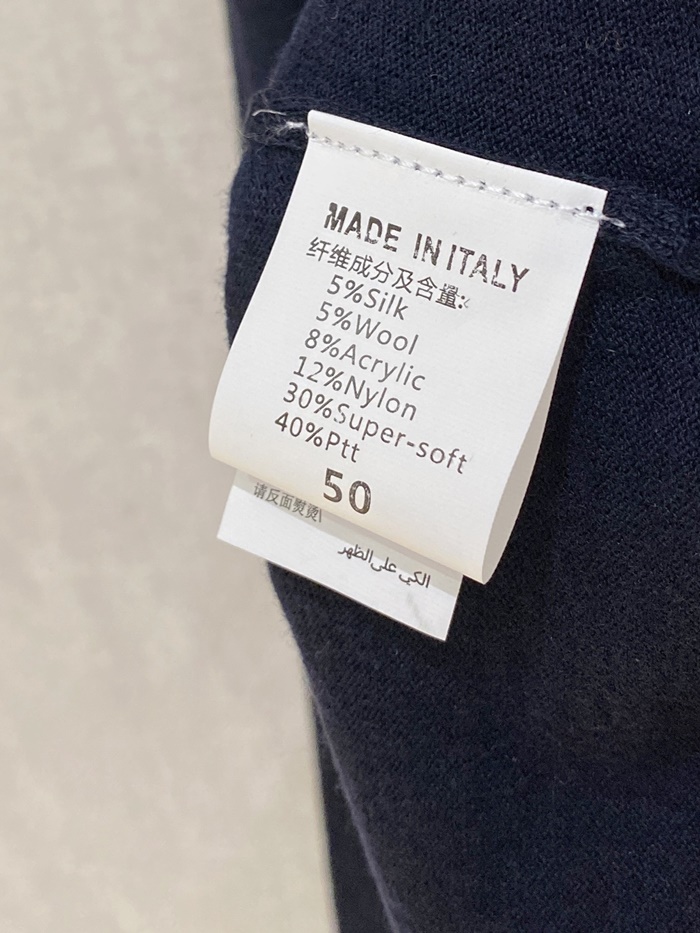 MADE IN ITALY
纤维成分及含量:
5%Silk
5%Wool
8%Acrylic
12%Nylon
30%Super-soft
40%Ptt
50
请反面熨烫
الكي على الظهر